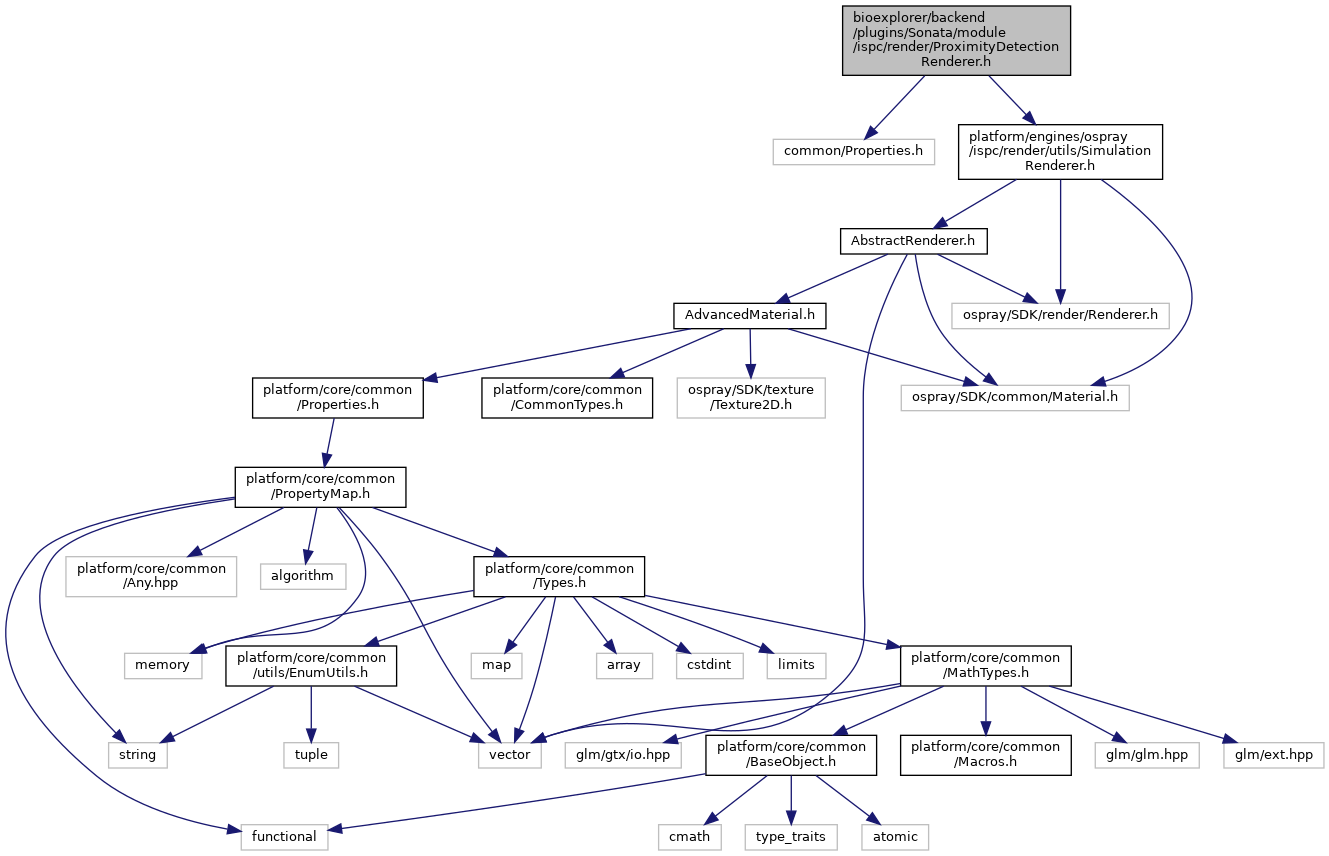 bioexplorer/backend
/plugins/Sonata/module
/ispc/render/ProximityDetection
Renderer.h
common/Properties.h
platform/engines/ospray
/ispc/render/utils/Simulation
Renderer.h
AbstractRenderer.h
AdvancedMaterial.h
ospray/SDK/render/Renderer.h
platform/core/common
/Properties.h
platform/core/common
/CommonTypes.h
ospray/SDK/texture
/Texture2D.h
ospray/SDK/common/Material.h
platform/core/common
/PropertyMap.h
platform/core/common
/Any.hpp
algorithm
platform/core/common
/Types.h
memory
platform/core/common
/utils/EnumUtils.h
map
array
cstdint
limits
platform/core/common
/MathTypes.h
string
tuple
vector
glm/gtx/io.hpp
platform/core/common
/BaseObject.h
platform/core/common
/Macros.h
glm/glm.hpp
glm/ext.hpp
functional
cmath
type_traits
atomic